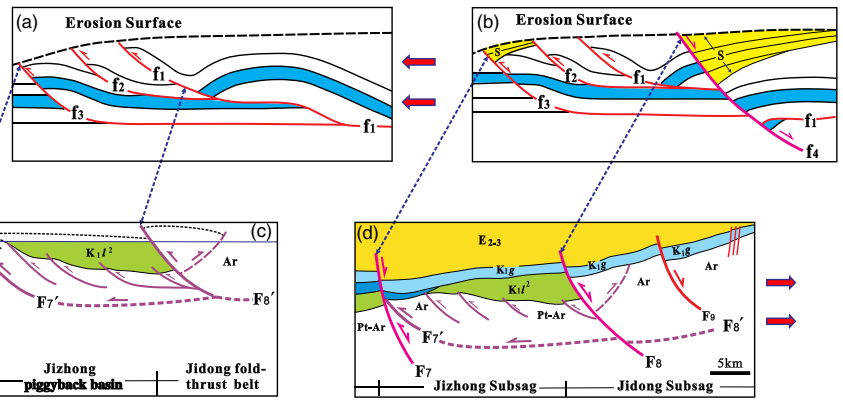 (a)
Erosion Surface
f1
f2
f3
f1
(b)
Erosion Surface
S
S
f1
f2
f3
f1
f4
(c)
K1l2
Ar
F7′
F8′
Jizhong
piggyback basin
Jidong fold-
thrust belt
(d)
E2-3
K1g
K1g
K1g
Ar
Ar
K1l2
Ar
Pt-Ar
Pt-Ar
F7′
F9
F8′
F7
F8
5km
Jizhong Subsag
Jidong Subsag